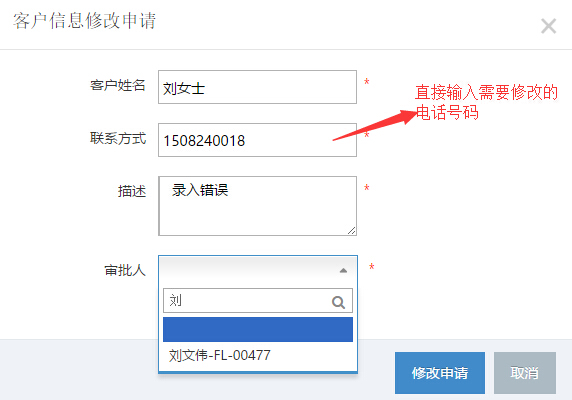 客户信息修改申请
客户姓名 刘女士 *
直接输入需要修改的
电话号码
联系方式 1508240018 *
描述 录入错误 *
审批人 *
刘
刘文伟-FL-00477
修改申请 取消